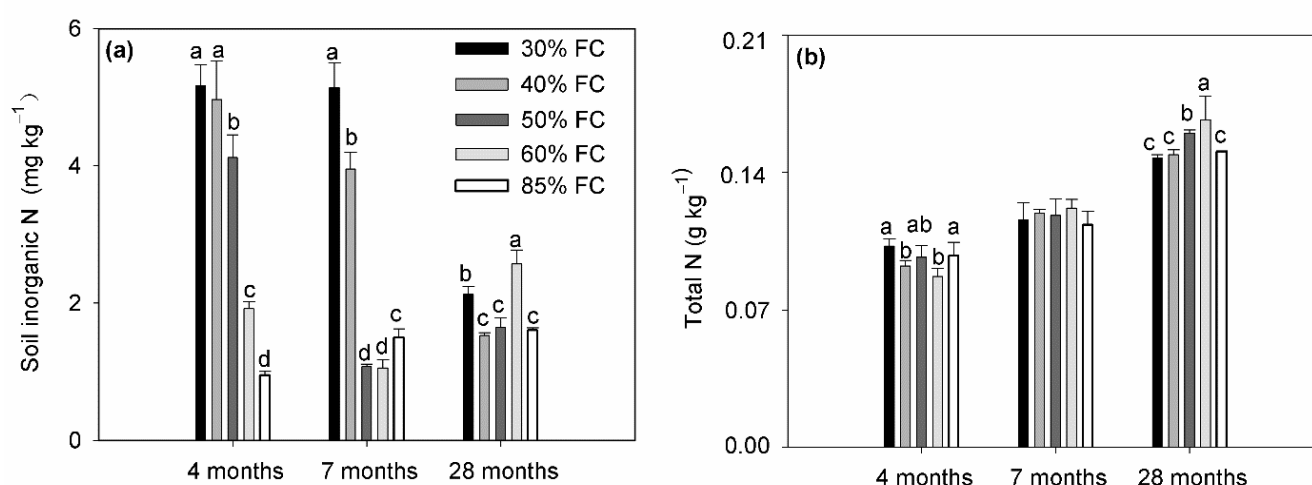 (a)
Soil inorganic N (mg kg⁻¹)
6
4
2
0
30% FC
40% FC
50% FC
60% FC
85% FC
a a b c d
a b d d c
b c c a c
4 months 7 months 28 months
(b)
Total N (g kg⁻¹)
0.21
0.14
0.07
0.00
a b ab b a
c c b a c
4 months 7 months 28 months